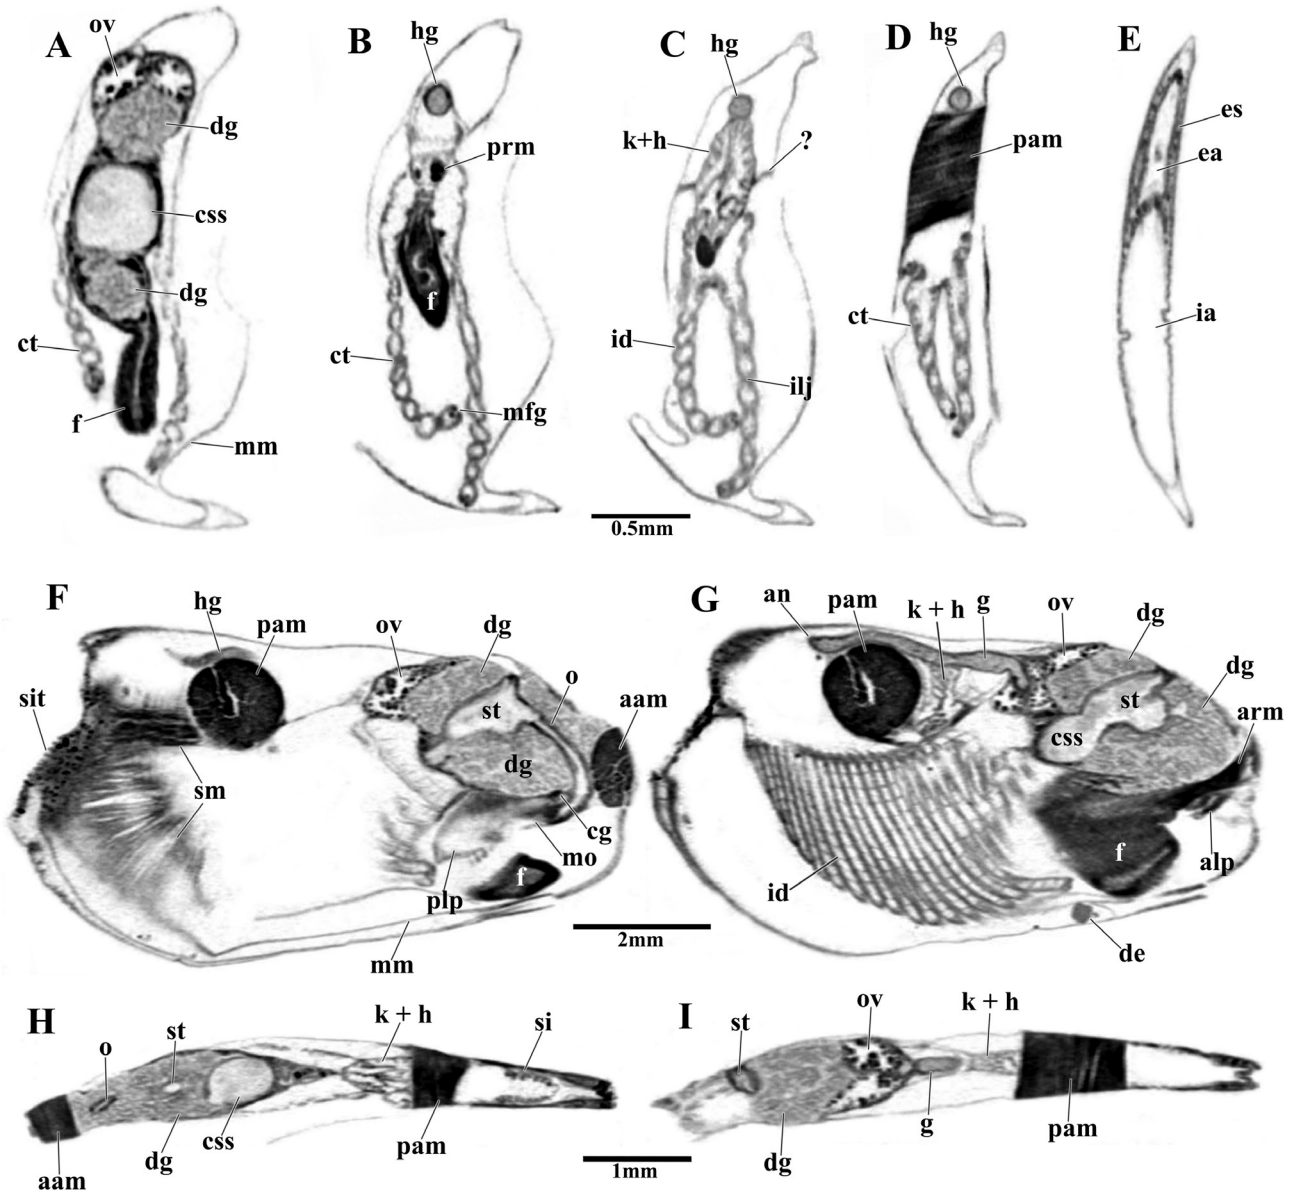 A
ov
dg
css
dg
ct
f
mm
B
hg
prm
f
ct
mfg
C
hg
k+h
?
id
ilj
D
hg
pam
ct
E
es
ea
ia
0.5mm
F
hg
pam
ov
dg
o
aam
sit
st
dg
sm
cg
mo
f
plp
mm
G
an
pam
k + h
g
ov
dg
dg
arm
st
css
f
alp
id
de
2mm
H
o
st
k + h
si
css
dg
pam
aam
I
st
ov
k + h
g
pam
dg
1mm